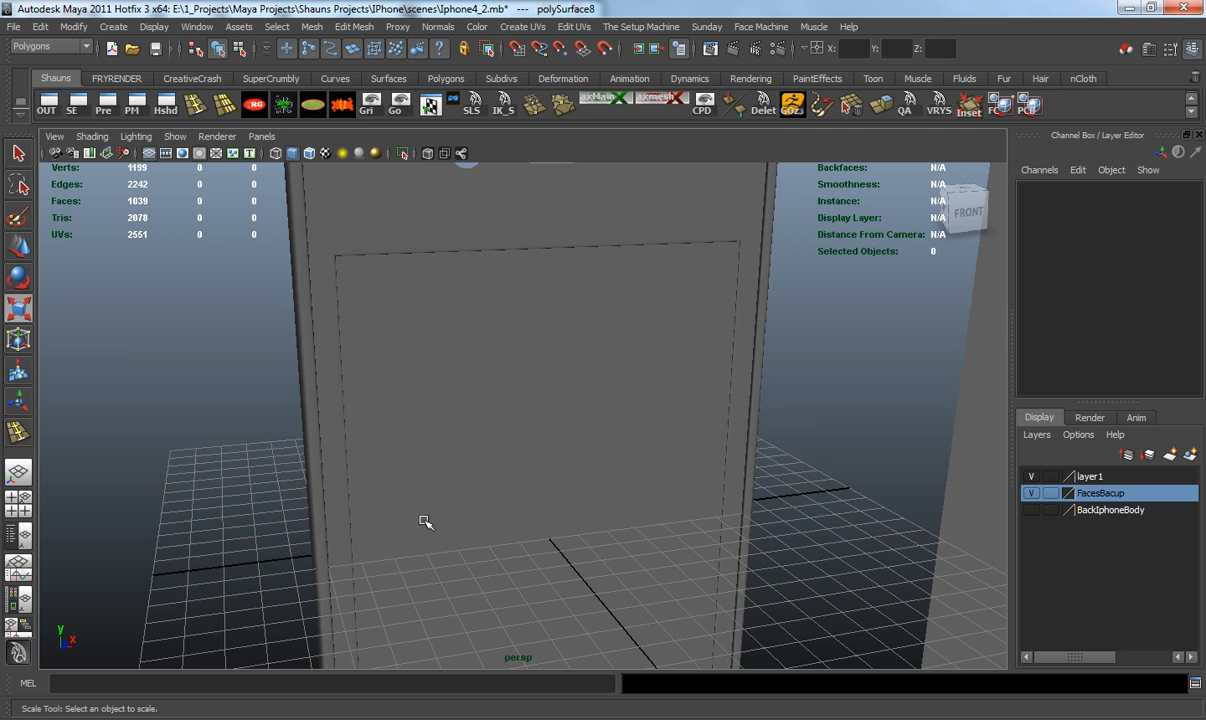 Autodesk Maya 2011 Hotfix 3 x64: E:\1_Projects\Maya Projects\Shauns Projects\IPhone\scenes\Iphone4_2.mb*   ---   polySurface8
File Edit Modify Create Display Window Assets Select Mesh Edit Mesh Proxy Normals Color Create UVs Edit UVs The Setup Machine Sunday Face Machine Muscle Help
Polygons X: Y: Z:
Shauns FRYRENDER CreativeCrash SuperCrumbly Curves Surfaces Polygons Subdivs Deformation Animation Dynamics Rendering PaintEffects Toon Muscle Fluids Fur Hair nCloth
OUT SE Pre PM Hshd RG Gri Go SLS IK_S axHair axmesh CPD Delet GOz QA VRYS Inset FC PCB
View Shading Lighting Show Renderer Panels
Channel Box / Layer Editor
Channels Edit Object Show
Verts: 1199 0 0
Edges: 2242 0 0
Faces: 1039 0 0
Tris: 2078 0 0
UVs: 2551 0 0
Backfaces: N/A
Smoothness: N/A
Instance: N/A
Display Layer: N/A
Distance From Camera: N/A
Selected Objects: 0
FRONT
Display Render Anim
Layers Options Help
V layer1
V FacesBacup
BackIphoneBody
y
x
persp
MEL
Scale Tool: Select an object to scale.